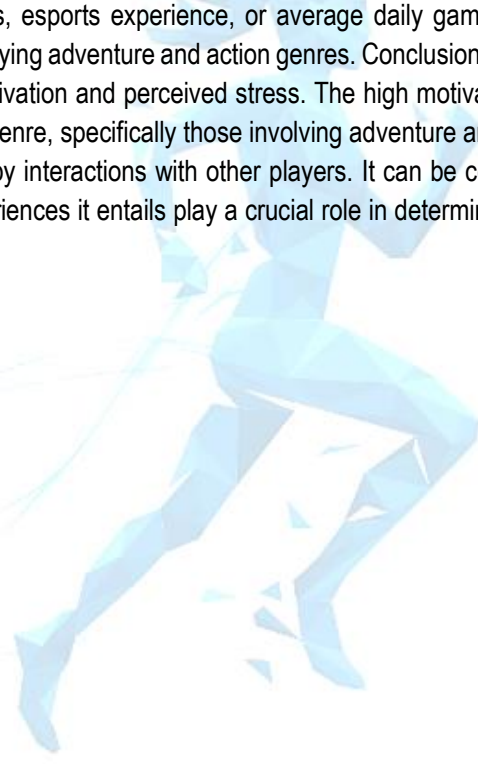 s, esports experience, or average daily gam
ying adventure and action genres. Conclusion
ivation and perceived stress. The high motiva
enre, specifically those involving adventure a
by interactions with other players. It can be c
riences it entails play a crucial role in determin